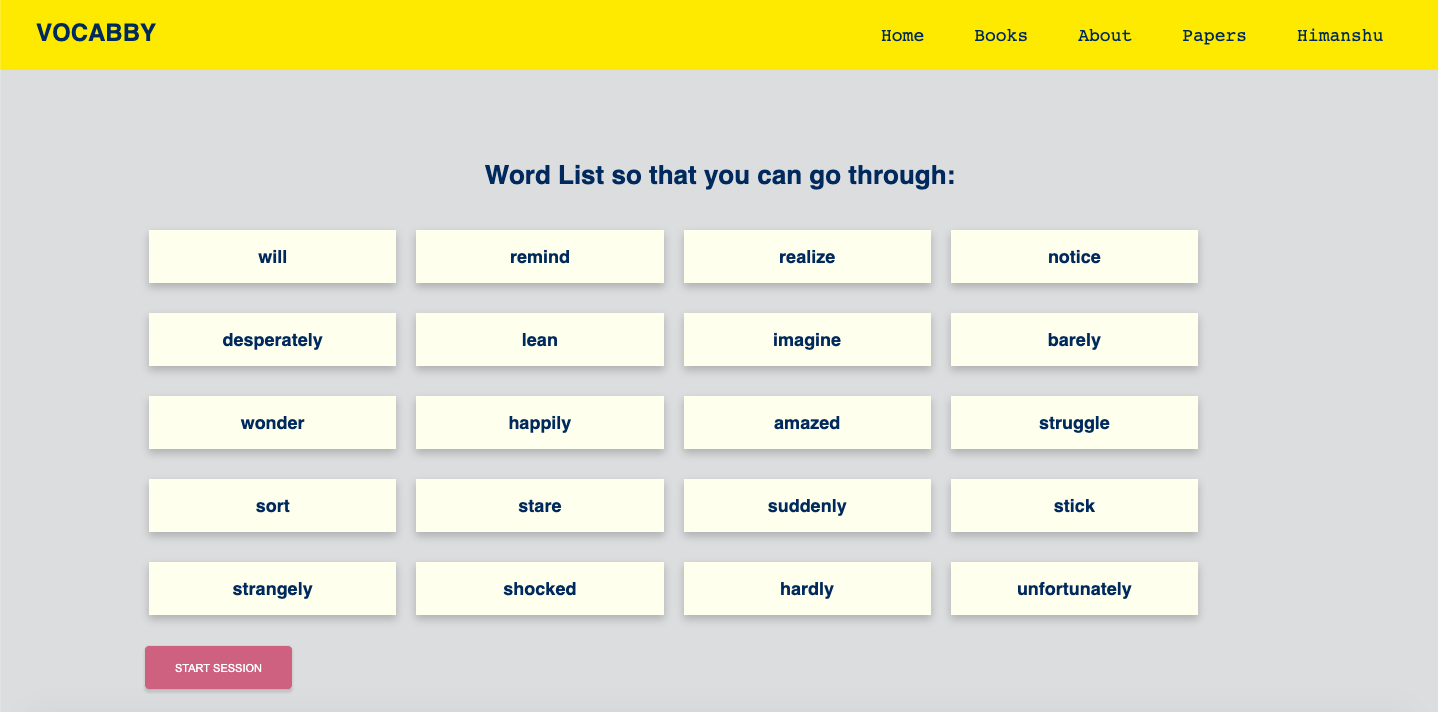 VOCABBY
Home Books About Papers Himanshu
Word List so that you can go through:
will remind realize notice
desperately lean imagine barely
wonder happily amazed struggle
sort stare suddenly stick
strangely shocked hardly unfortunately
START SESSION